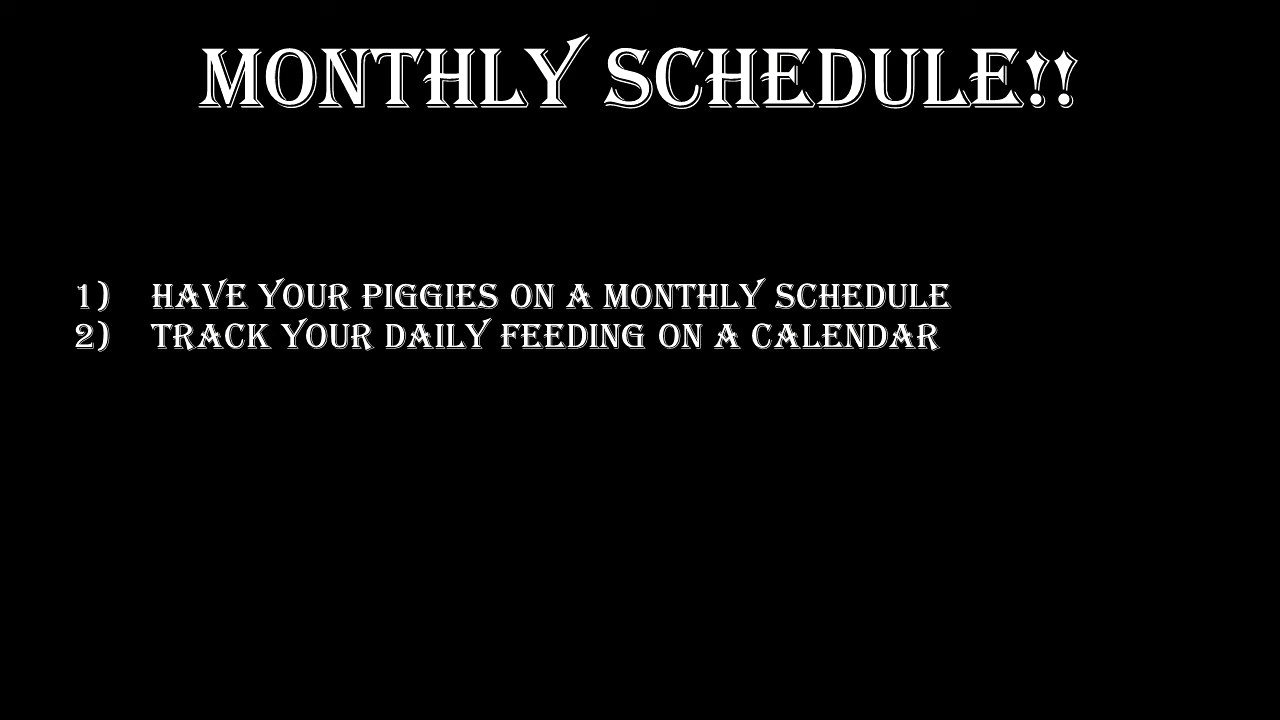 MONTHLY SCHEDULE!!
1) HAVE YOUR PIGGIES ON A MONTHLY SCHEDULE
2) TRACK YOUR DAILY FEEDING ON A CALENDAR